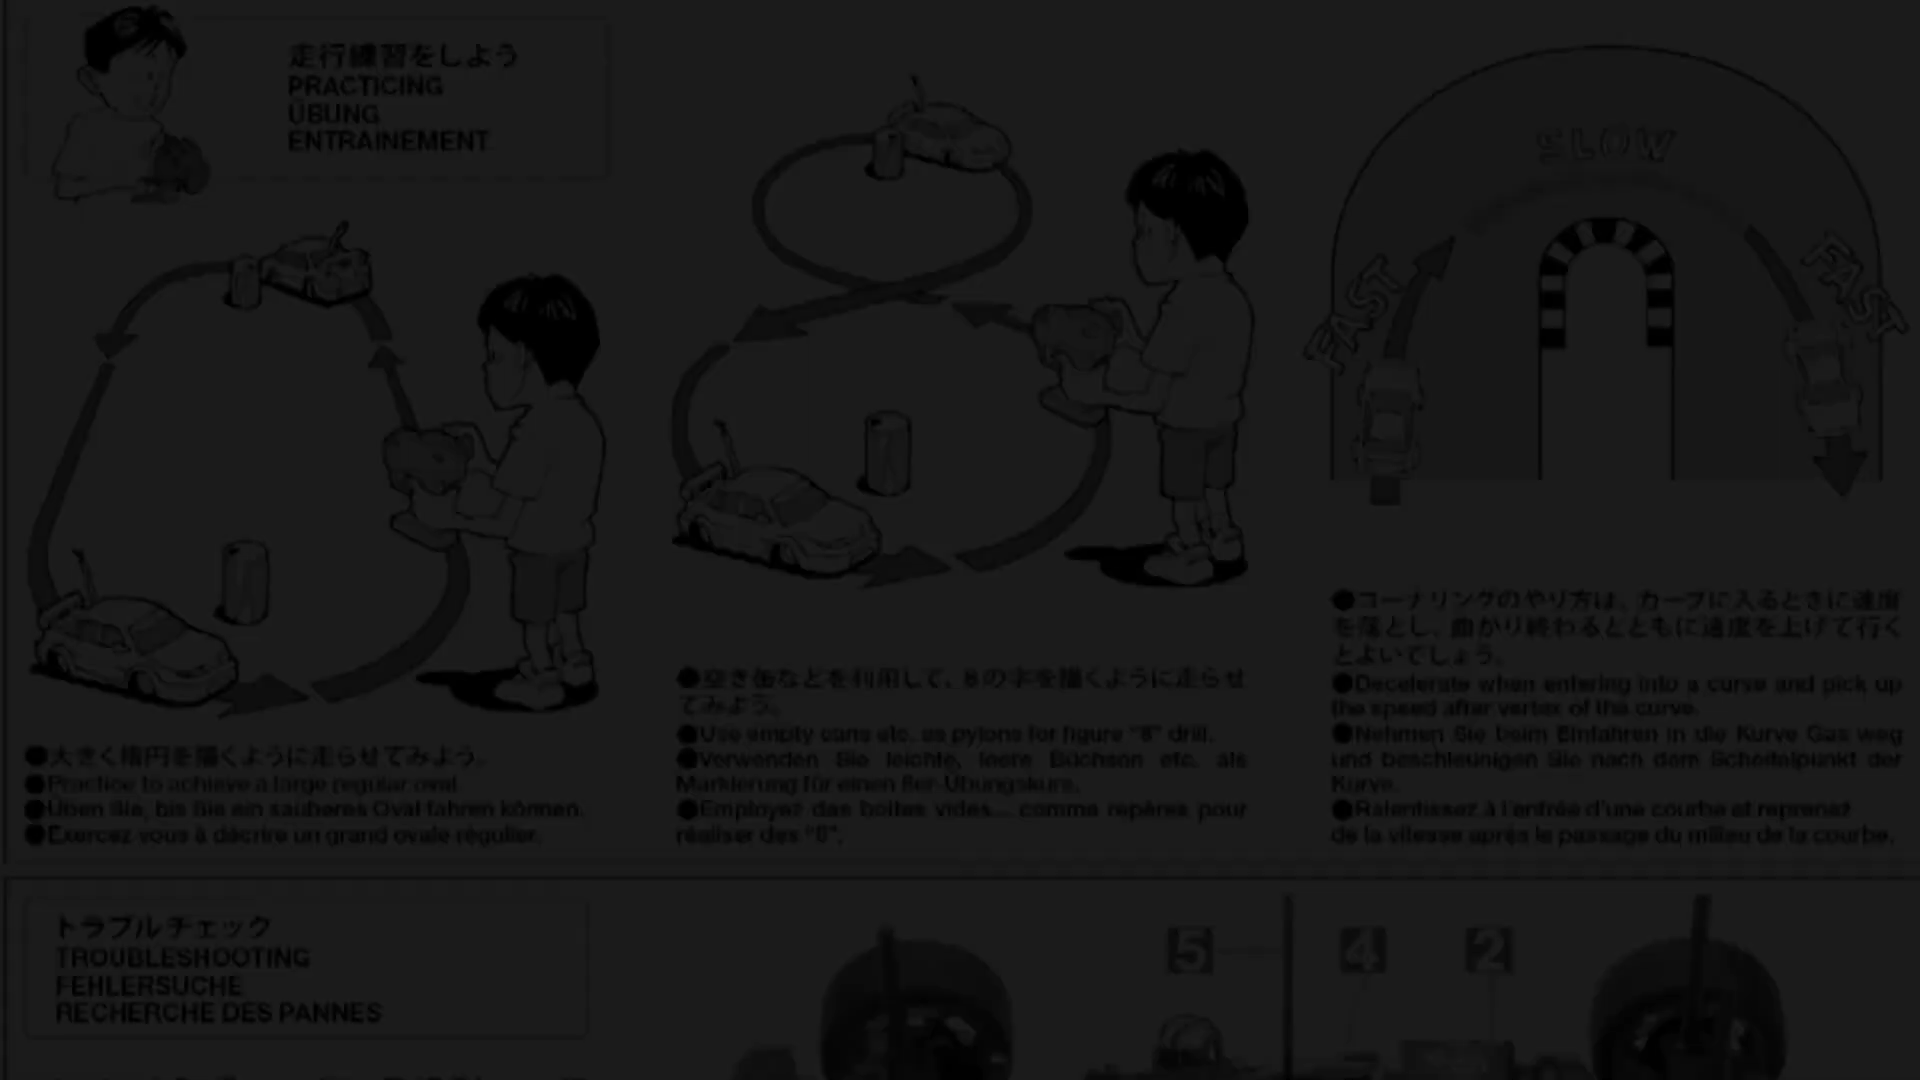 走行練習をしよう
PRACTICING
ÜBUNG
ENTRAINEMENT
●大きく楕円を描くように走らせてみよう。
●Practice to achieve a large regular oval.
●Üben Sie, bis Sie ein sauberes Oval fahren können.
●Exercez-vous à décrire un grand ovale régulier.
●空き缶などを利用して、8の字を描くように走らせ
てみよう。
●Use empty cans etc. as pylons for figure "8" drill.
●Verwenden Sie leichte, leere Büchsen etc. als
Markierung für einen 8er-Übungskurs.
●Employez des boîtes vides... comme repères pour
réaliser des "8".
SLOW
FAST
FAST
●コーナリングのやり方は、カーブに入るときに速度
を落とし、曲がり終わるとともに速度を上げて行く
とよいでしょう。
●Decelerate when entering into a curve and pick up
the speed after vertex of the curve.
●Nehmen Sie beim Einfahren in die Kurve Gas weg
und beschleunigen Sie nach dem Scheitelpunkt der
Kurve.
●Ralentissez à l'entrée d'une courbe et reprenez
de la vitesse après le passage du milieu de la courbe.
トラブルチェック
TROUBLESHOOTING
FEHLERSUCHE
RECHERCHE DES PANNES
5 4 2